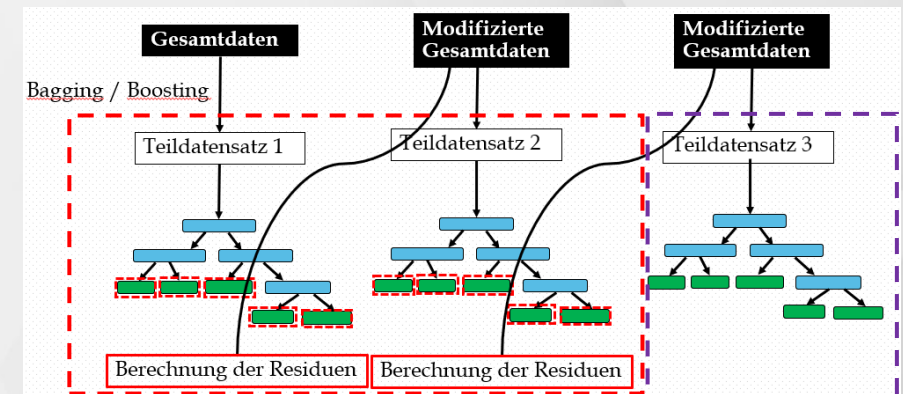 Gesamtdaten
Modifizierte
Gesamtdaten
Modifizierte
Gesamtdaten
Bagging / Boosting
Teildatensatz 1
Teildatensatz 2
Teildatensatz 3
Berechnung der Residuen
Berechnung der Residuen